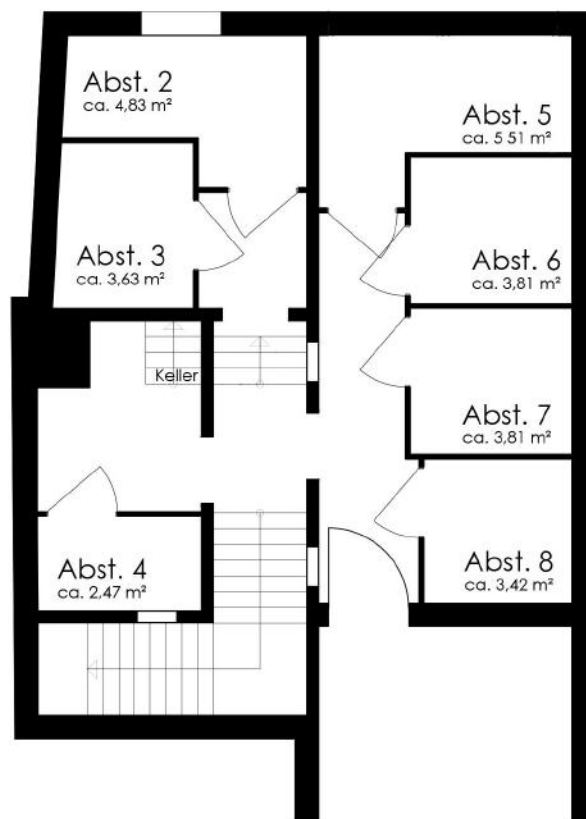 Abst. 2
ca. 4,83 m²
Abst. 5
ca. 5 51 m²
Abst. 3
ca. 3,63 m²
Abst. 6
ca. 3,81 m²
Keller
Abst. 7
ca. 3,81 m²
Abst. 4
ca. 2,47 m²
Abst. 8
ca. 3,42 m²